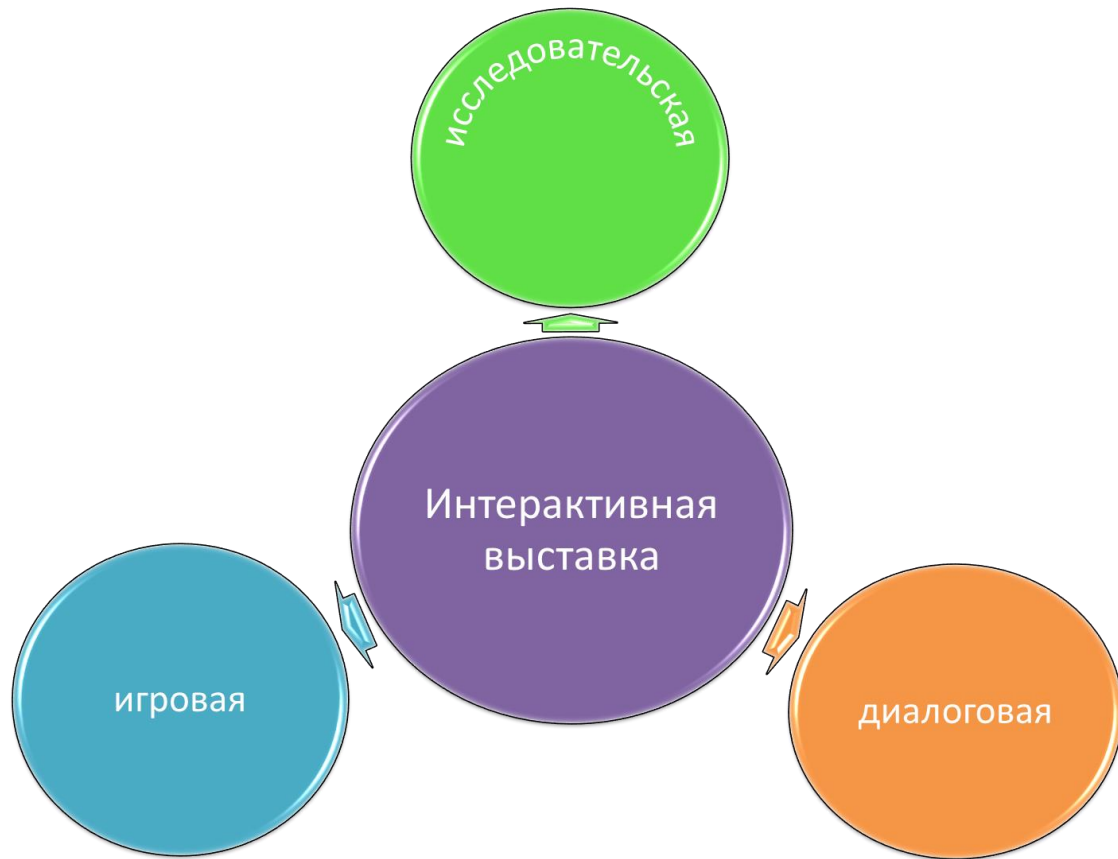 исследовательская
Интерактивная
выставка
игровая
диалоговая